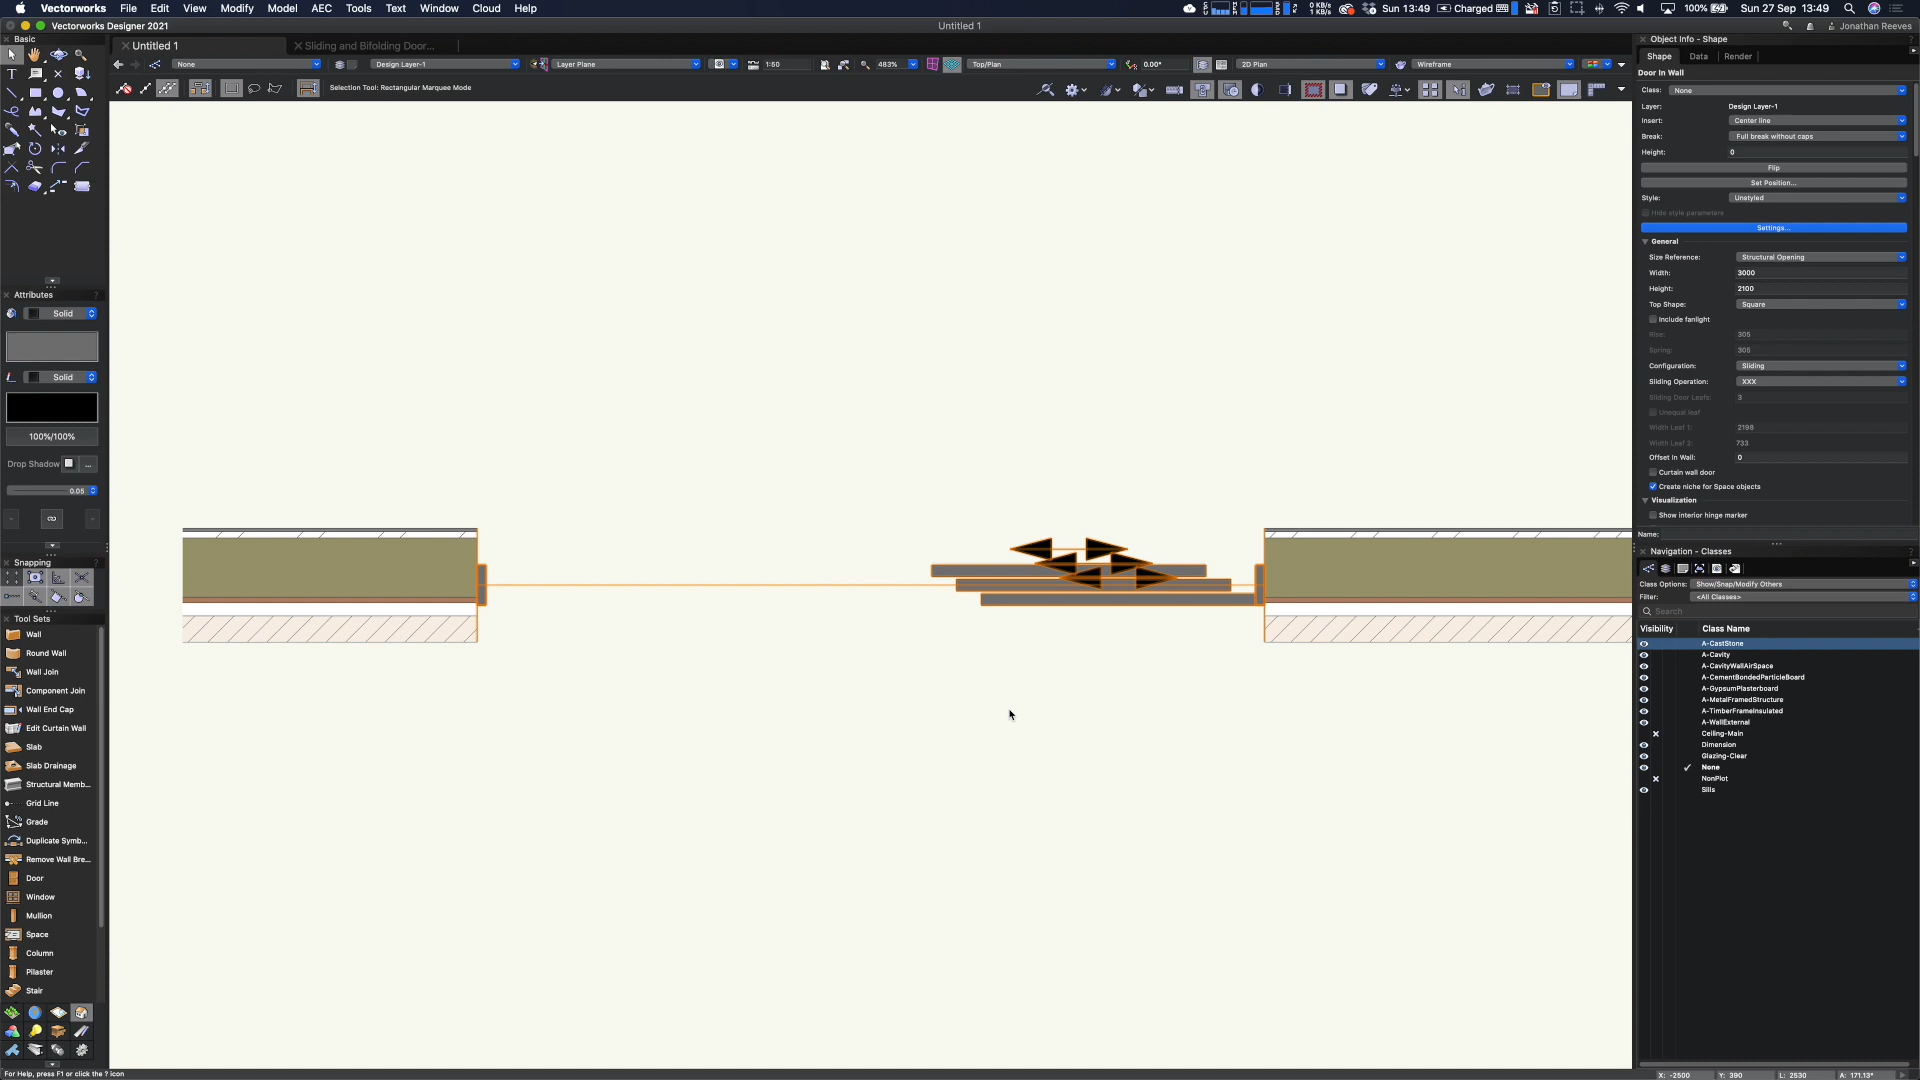 Vectorworks File Edit View Modify Model AEC Tools Text Window Cloud Help
0 KB/s
1 KB/s
Sun 13:49 Charged 100% Sun 27 Sep 13:49
Vectorworks Designer 2021
Untitled 1
Jonathan Reeves
Basic
Untitled 1
Sliding and Bifolding Door...
None
Design Layer-1
Layer Plane
1:50
483%
Top/Plan
0.00°
2D Plan
Wireframe
Selection Tool: Rectangular Marquee Mode
Attributes
Solid
Solid
100%/100%
Drop Shadow
...
0.05
Snapping
Tool Sets
Wall
Round Wall
Wall Join
Component Join
Wall End Cap
Edit Curtain Wall
Slab
Slab Drainage
Structural Memb...
Grid Line
Grade
Duplicate Symb...
Remove Wall Bre...
Door
Window
Mullion
Space
Column
Pilaster
Stair
For Help, press F1 or click the ? icon
Object Info - Shape
Shape Data Render
Door In Wall
Class: None
Layer: Design Layer-1
Insert: Center line
Break: Full break without caps
Height: 0
Flip
Set Position...
Style: Unstyled
Hide style parameters
Settings...
General
Size Reference: Structural Opening
Width: 3000
Height: 2100
Top Shape: Square
Include fanlight
Rise: 305
Spring: 305
Configuration: Sliding
Sliding Operation: XXX
Sliding Door Leafs: 3
Unequal leaf
Width Leaf 1: 2198
Width Leaf 2: 733
Offset In Wall: 0
Curtain wall door
Create niche for Space objects
Visualization
Show interior hinge marker
Name:
Navigation - Classes
Class Options: Show/Snap/Modify Others
Filter: <All Classes>
Search
Visibility Class Name
A-CastStone
A-Cavity
A-CavityWallAirSpace
A-CementBondedParticleBoard
A-GypsumPlasterboard
A-MetalFramedStructure
A-TimberFrameInsulated
A-WallExternal
Ceiling-Main
Dimension
Glazing-Clear
None
NonPlot
Sills
X: -2500 Y: 390 L: 2530 A: 171.13°